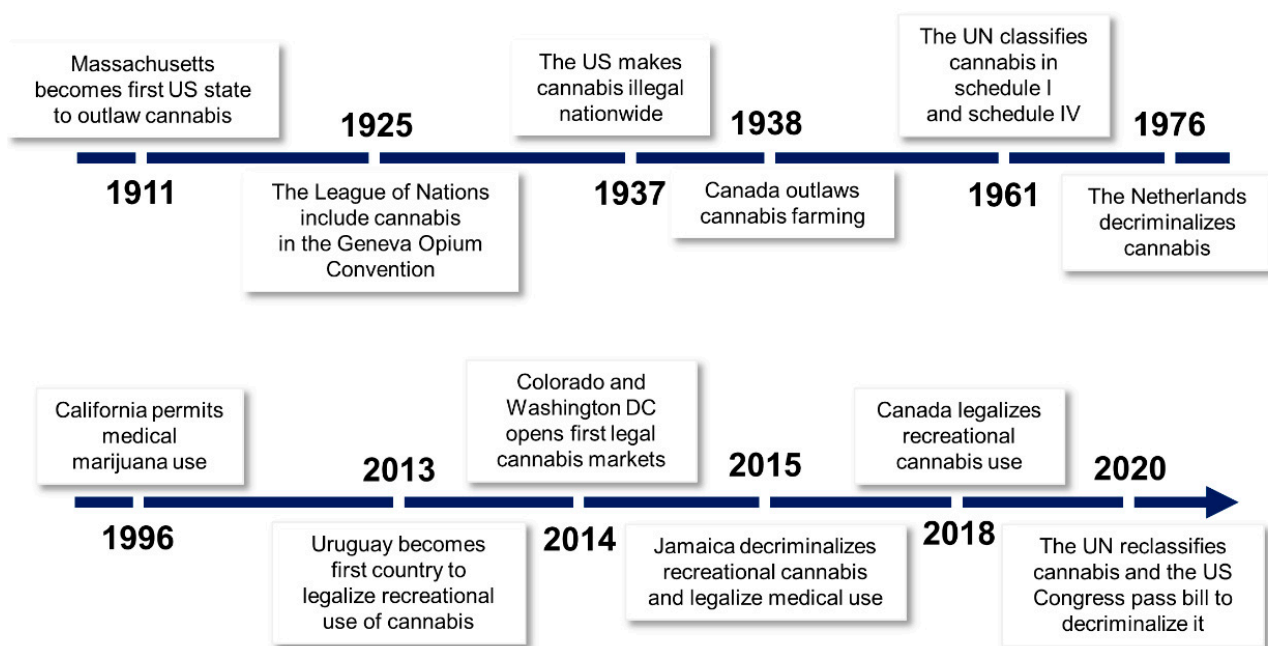 Massachusetts
becomes first US state
to outlaw cannabis
1911
1925
The League of Nations
include cannabis
in the Geneva Opium
Convention
The US makes
cannabis illegal
nationwide
1937
1938
Canada outlaws
cannabis farming
The UN classifies
cannabis in
schedule I
and schedule IV
1961
1976
The Netherlands
decriminalizes
cannabis
California permits
medical
marijuana use
1996
2013
Uruguay becomes
first country to
legalize recreational
use of cannabis
Colorado and
Washington DC
opens first legal
cannabis markets
2014
2015
Jamaica decriminalizes
recreational cannabis
and legalize medical use
Canada legalizes
recreational
cannabis use
2018
2020
The UN reclassifies
cannabis and the US
Congress pass bill to
decriminalize it